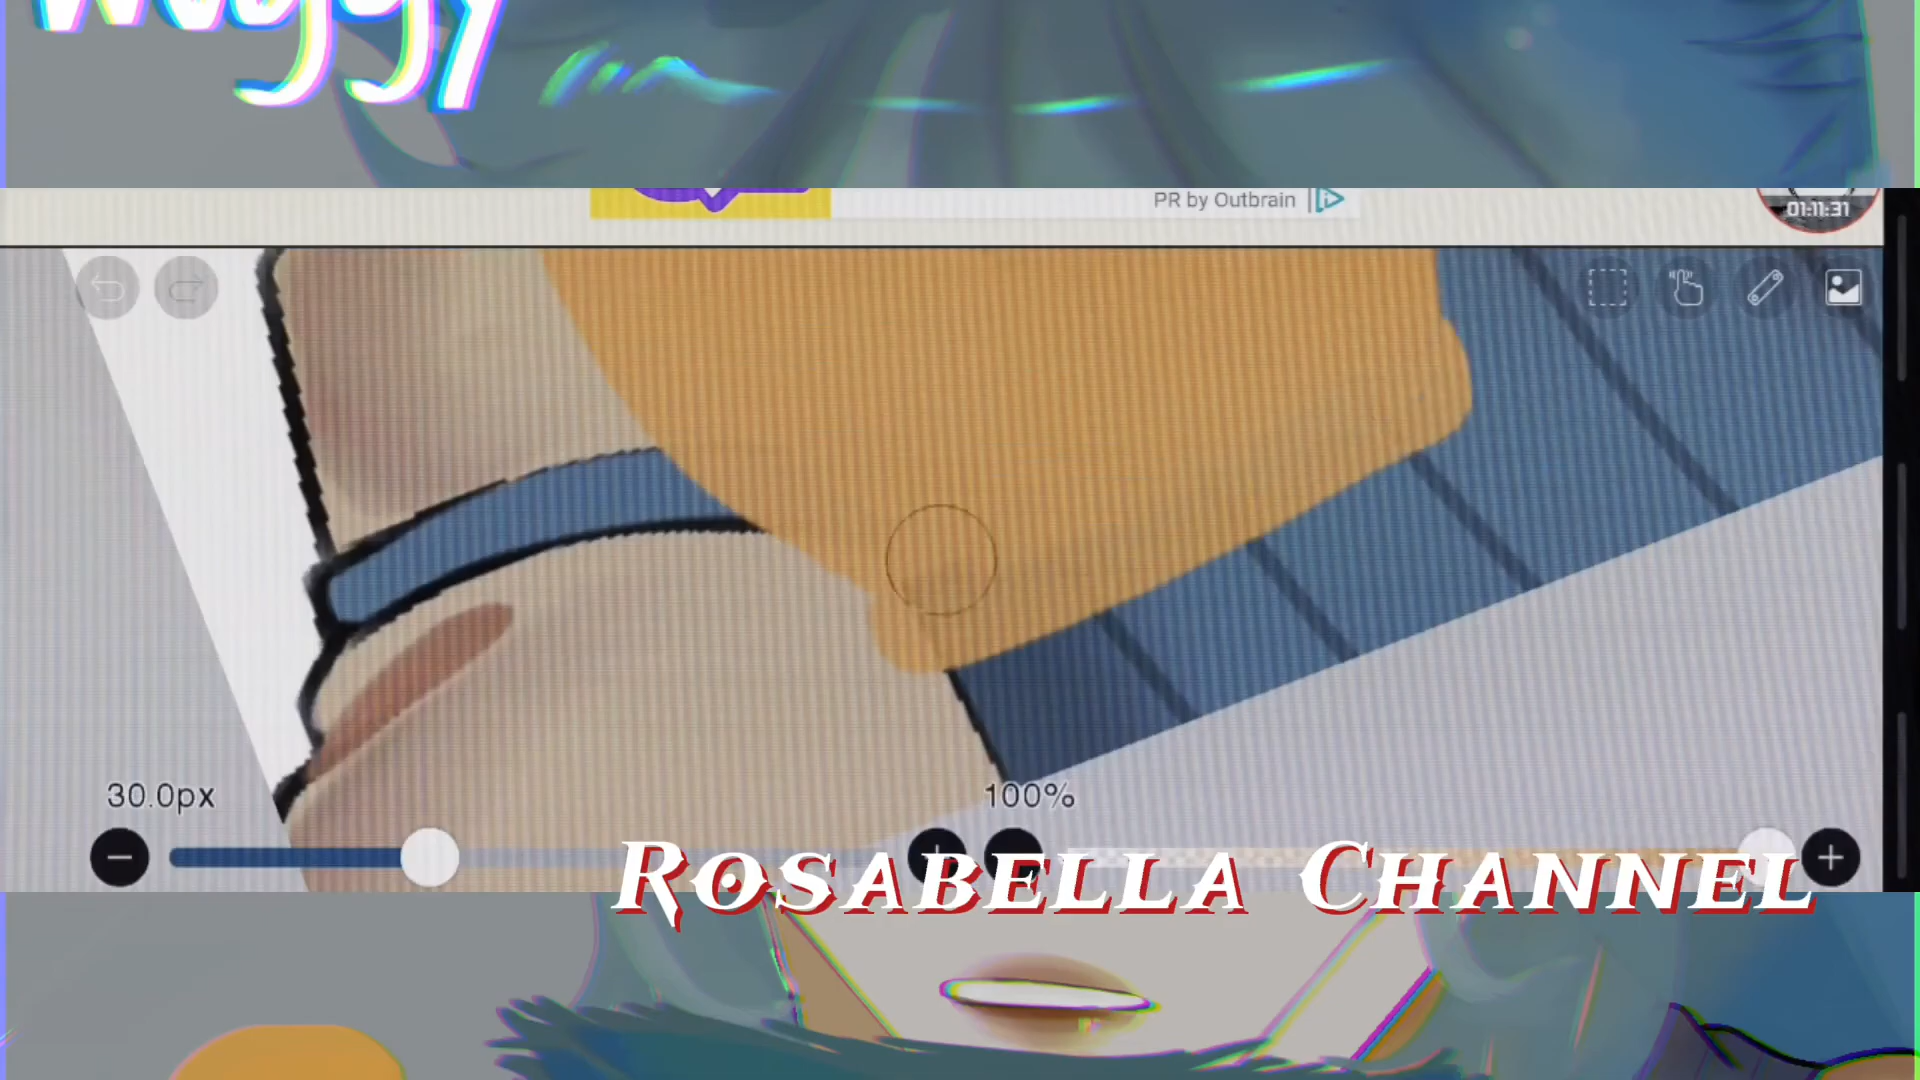 PR by Outbrain
01:11:31
30.0px
100%
Rosabella Channel